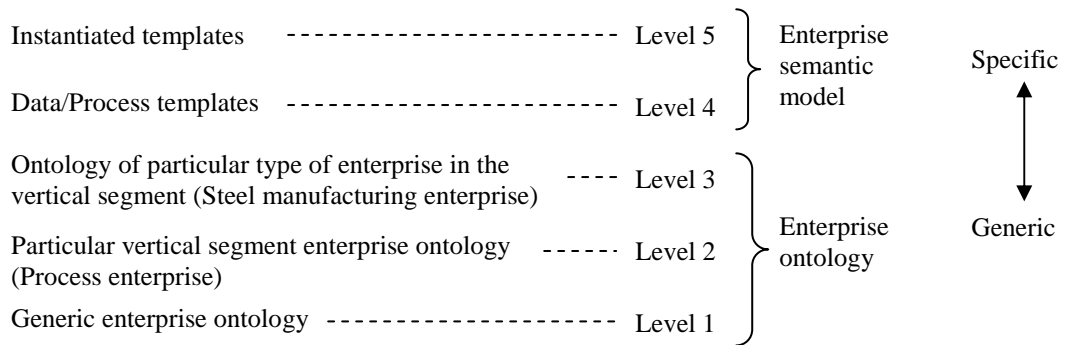 Instantiated templates Level 5
Enterprise
semantic
model
Specific
Data/Process templates Level 4
Ontology of particular type of enterprise in the
vertical segment (Steel manufacturing enterprise)
Level 3
Enterprise
ontology
Generic
Particular vertical segment enterprise ontology
(Process enterprise)
Level 2
Generic enterprise ontology Level 1